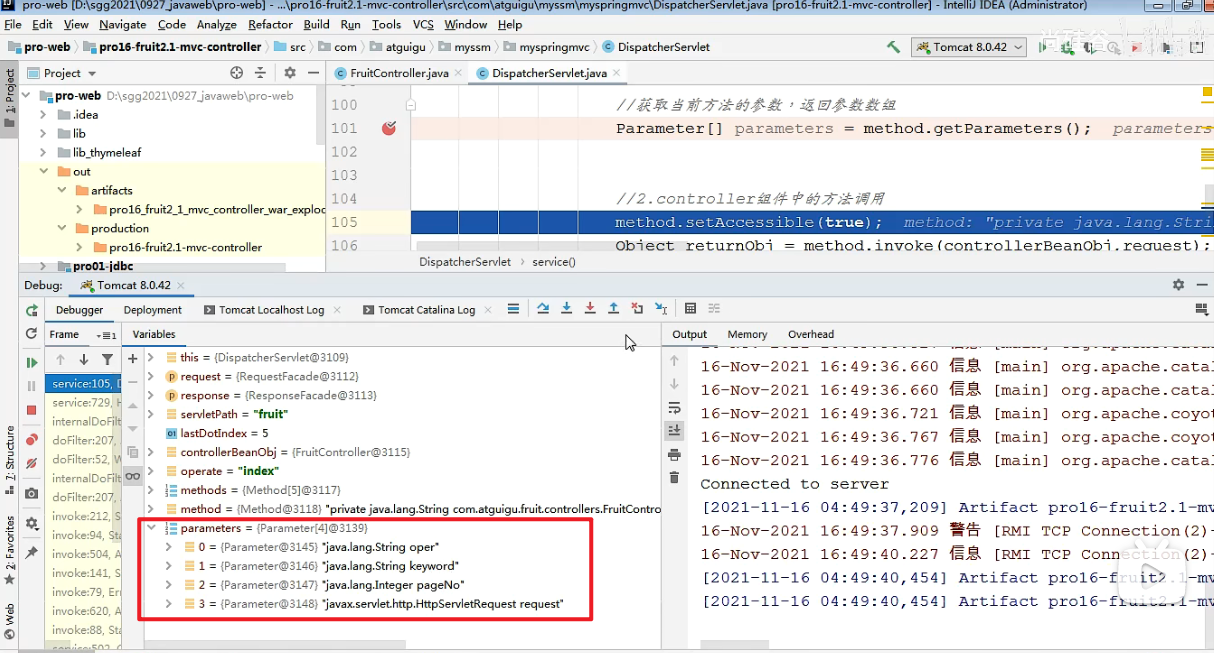 pro-web [D:\sgg2021\0927_javaweb\pro-web] - ...\pro16-fruit2.1-mvc-controller\src\com\atguigu\myssm\myspringmvc\DispatcherServlet.java [pro16-fruit2.1-mvc-controller] - IntelliJ IDEA (Administrator)
File Edit View Navigate Code Analyze Refactor Build Run Tools VCS Window Help
尚硅谷
pro-web pro16-fruit2.1-mvc-controller src com atguigu myssm myspringmvc DispatcherServlet Tomcat 8.0.42
1: Project
Project
FruitController.java DispatcherServlet.java
pro-web D:\sgg2021\0927_javaweb\pro-web
.idea
lib
lib_thymeleaf
out
artifacts
pro16_fruit2_1_mvc_controller_war_exploc
production
pro16-fruit2.1-mvc-controller
pro01-jdbc
100 //获取当前方法的参数，返回参数数组
101 Parameter[] parameters = method.getParameters(); parameters
102
103
104 //2.controller组件中的方法调用
105 method.setAccessible(true); method: "private java.lang.Stri
106 Object returnObj = method.invoke(controllerBeanObj,request);
DispatcherServlet service()
Debug: Tomcat 8.0.42
Debugger Deployment Tomcat Localhost Log Tomcat Catalina Log
Frame 1 Variables
service:105, D
service:729, H
internalDoFilt
doFilter:207,
doFilter:52, W
internalDoFilt
doFilter:207,
invoke:212, S
invoke:94, Sta
invoke:504, A
invoke:141, S
invoke:79, Err
invoke:620, A
invoke:88, Sta
this = {DispatcherServlet@3109}
request = {RequestFacade@3112}
response = {ResponseFacade@3113}
servletPath = "fruit"
lastDotIndex = 5
controllerBeanObj = {FruitController@3115}
operate = "index"
methods = {Method[5]@3117}
method = {Method@3118} "private java.lang.String com.atguigu.fruit.controllers.FruitContro
parameters = {Parameter[4]@3139}
0 = {Parameter@3145} "java.lang.String oper"
1 = {Parameter@3146} "java.lang.String keyword"
2 = {Parameter@3147} "java.lang.Integer pageNo"
3 = {Parameter@3148} "javax.servlet.http.HttpServletRequest request"
Output Memory Overhead
16-Nov-2021 16:49:36.660 信息 [main] org.apache.catal
16-Nov-2021 16:49:36.660 信息 [main] org.apache.catal
16-Nov-2021 16:49:36.721 信息 [main] org.apache.coyot
16-Nov-2021 16:49:36.767 信息 [main] org.apache.coyot
16-Nov-2021 16:49:36.776 信息 [main] org.apache.catal
Connected to server
[2021-11-16 04:49:37,209] Artifact pro16-fruit2.1-mv
16-Nov-2021 16:49:37.909 警告 [RMI TCP Connection(2)-
16-Nov-2021 16:49:40.227 信息 [RMI TCP Connection(2)-
[2021-11-16 04:49:40,454] Artifact pro16-fruit2.1-mv
[2021-11-16 04:49:40,454] Artifact pro16-fruit2.1-mv
Z: Structure
2: Favorites
Web